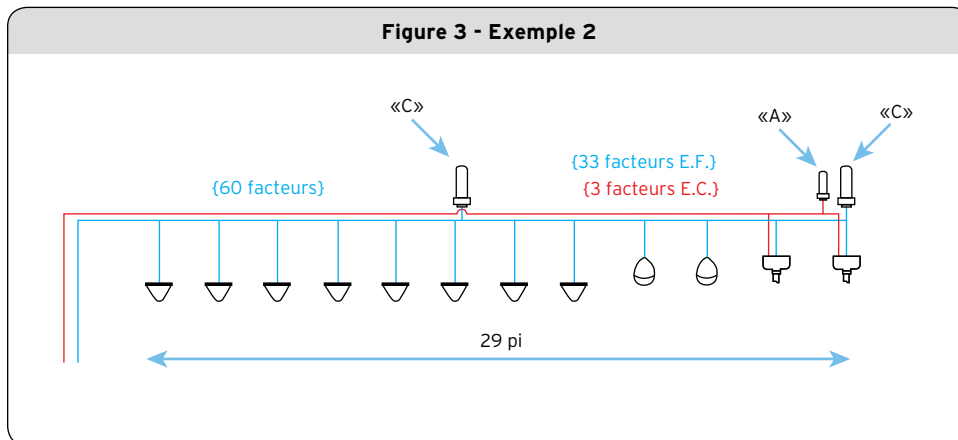 Figure 3 - Exemple 2
«C»
«A»
«C»
{60 facteurs}
{33 facteurs E.F.}
{3 facteurs E.C.}
29 pi